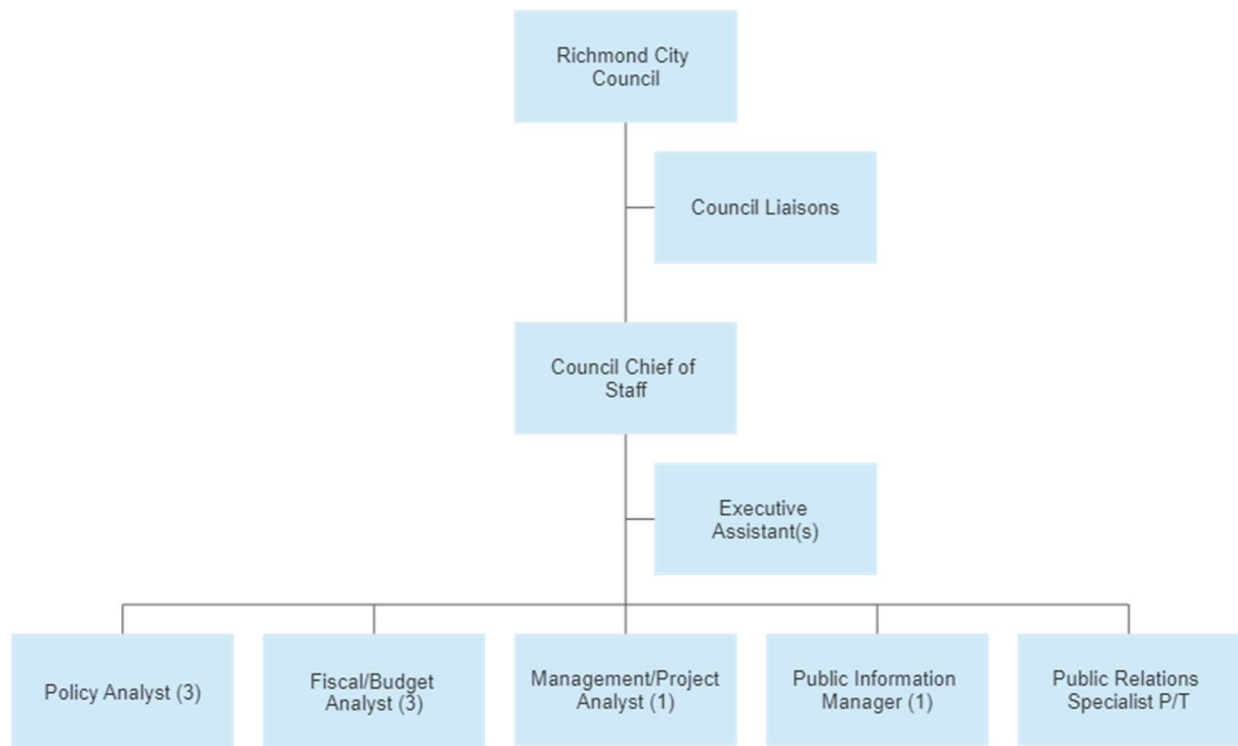 Richmond City
Council
Council Liaisons
Council Chief of
Staff
Executive
Assistant(s)
Policy Analyst (3)
Fiscal/Budget
Analyst (3)
Management/Project
Analyst (1)
Public Information
Manager (1)
Public Relations
Specialist P/T